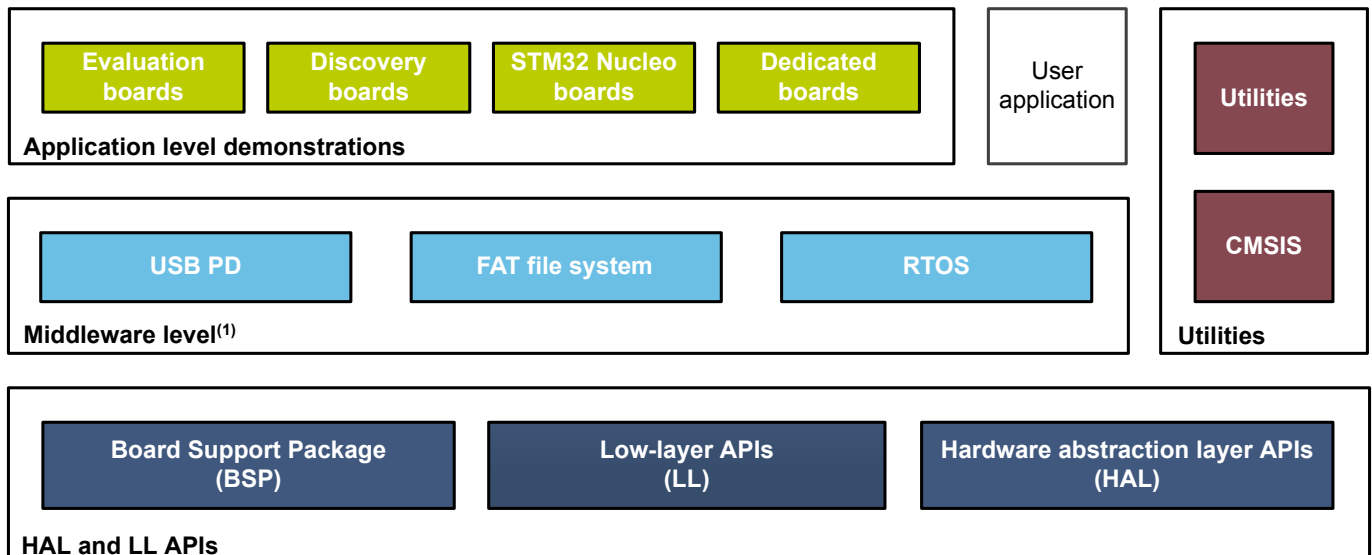 Evaluation
boards
Discovery
boards
STM32 Nucleo
boards
Dedicated
boards
Application level demonstrations
User
application
Utilities
CMSIS
Utilities
USB PD
FAT file system
RTOS
Middleware level(1)
Board Support Package
(BSP)
Low-layer APIs
(LL)
Hardware abstraction layer APIs
(HAL)
HAL and LL APIs